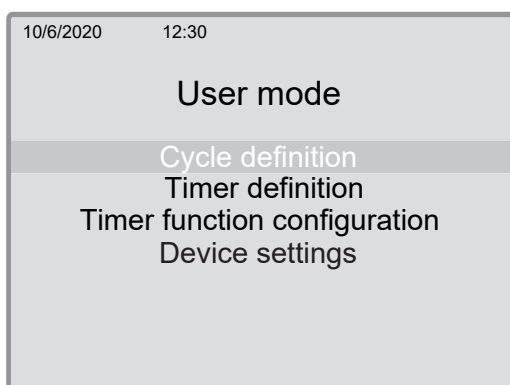 10/6/2020 12:30
User mode
Cycle definition
Timer definition
Timer function configuration
Device settings